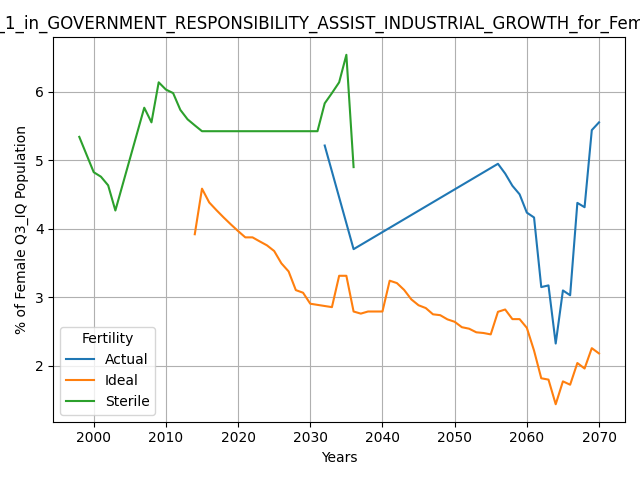 _1_in_GOVERNMENT_RESPONSIBILITY_ASSIST_INDUSTRIAL_GROWTH_for_Fem
% of Female Q3_IQ Population
6
5
4
3
2
Fertility
Actual
Ideal
Sterile
2000 2010 2020 2030 2040 2050 2060 2070
Years